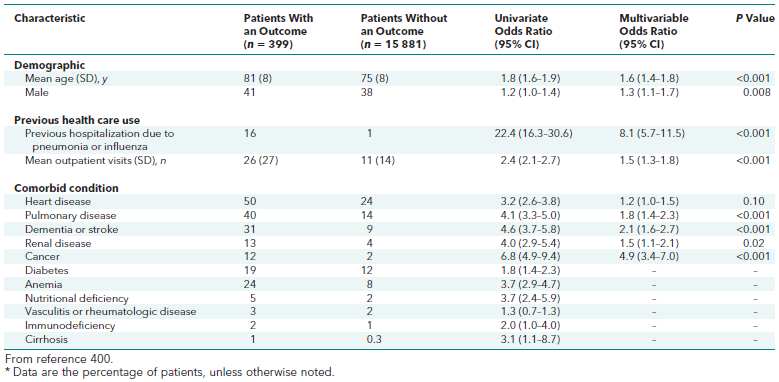 Characteristic Patients With an Outcome (n = 399) Patients Without an Outcome (n = 15 881) Univariate Odds Ratio (95% CI) Multivariable Odds Ratio (95% CI) P Value
Demographic
Mean age (SD), y 81 (8) 75 (8) 1.8 (1.6–1.9) 1.6 (1.4–1.8) <0.001
Male 41 38 1.2 (1.0–1.4) 1.3 (1.1–1.7) 0.008
Previous health care use
Previous hospitalization due to 16 1 22.4 (16.3–30.6) 8.1 (5.7–11.5) <0.001
pneumonia or influenza
Mean outpatient visits (SD), n 26 (27) 11 (14) 2.4 (2.1–2.7) 1.5 (1.3–1.8) <0.001
Comorbid condition
Heart disease 50 24 3.2 (2.6–3.8) 1.2 (1.0–1.5) 0.10
Pulmonary disease 40 14 4.1 (3.3–5.0) 1.8 (1.4–2.3) <0.001
Dementia or stroke 31 9 4.6 (3.7–5.8) 2.1 (1.6–2.7) <0.001
Renal disease 13 4 4.0 (2.9–5.4) 1.5 (1.1–2.1) 0.02
Cancer 12 2 6.8 (4.9–9.4) 4.9 (3.4–7.0) <0.001
Diabetes 19 12 1.8 (1.4–2.3) – –
Anemia 24 8 3.7 (2.9–4.7) – –
Nutritional deficiency 5 2 3.7 (2.4–5.9) – –
Vasculitis or rheumatologic disease 3 2 1.3 (0.7–1.3) – –
Immunodeficiency 2 1 2.0 (1.0–4.0) – –
Cirrhosis 1 0.3 3.1 (1.1–8.7) – –
From reference 400.
* Data are the percentage of patients, unless otherwise noted.